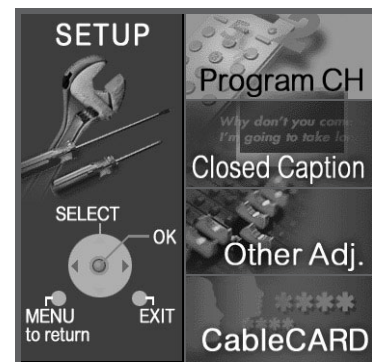 SETUP
SELECT
OK
MENU
to return
EXIT
Program CH
Why don't you com
I'm going to take lo
Closed Caption
Other Adj.
****
****
CableCARD